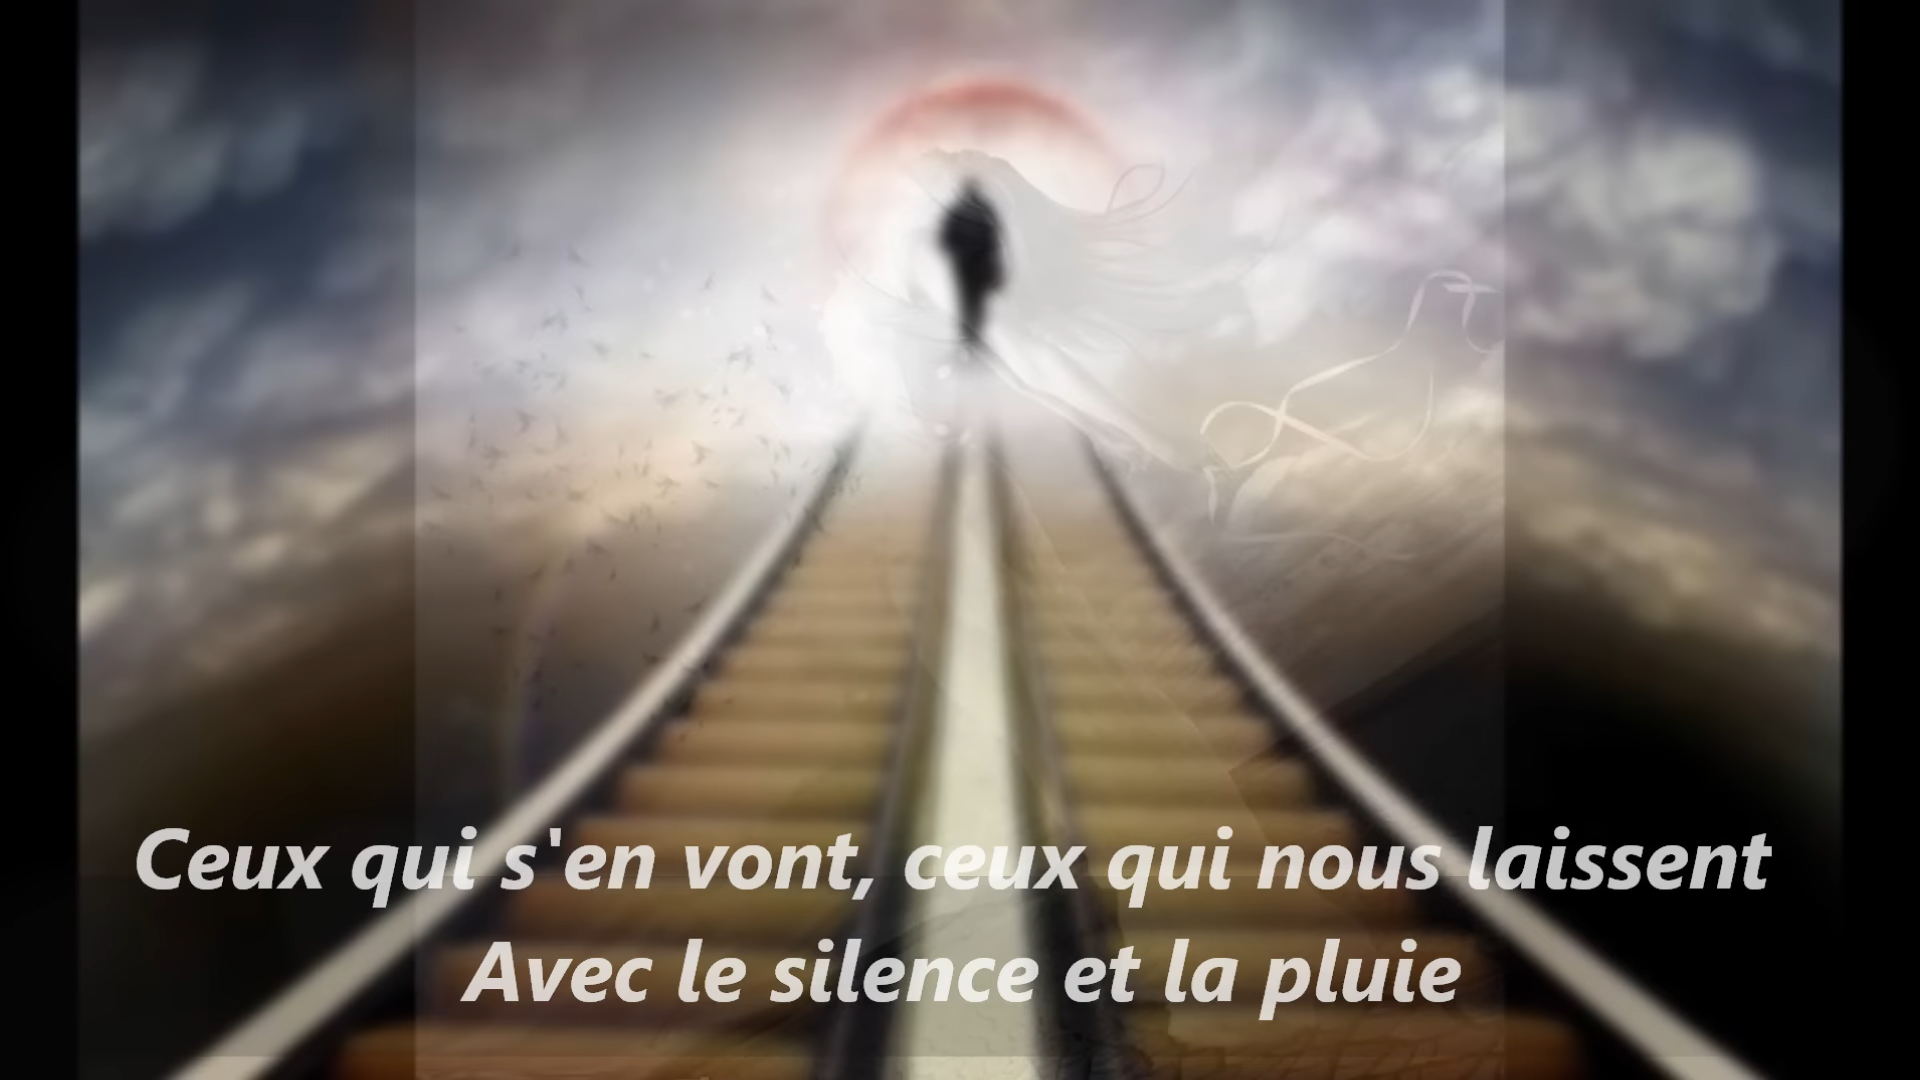 Ceux qui s'en vont, ceux qui nous laissent
Avec le silence et la pluie